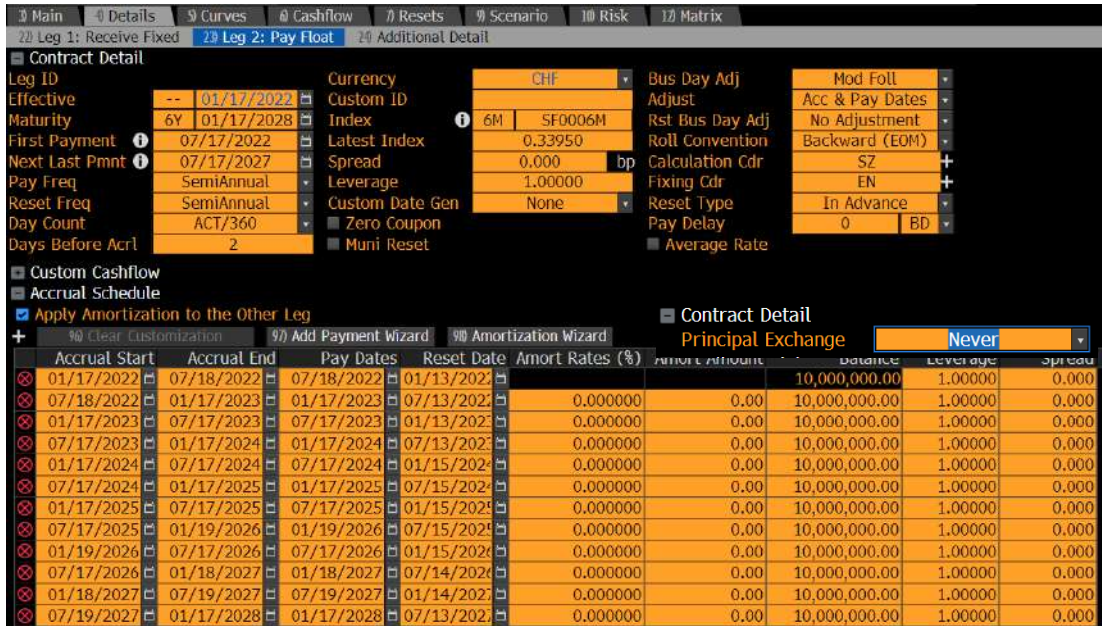 3) Main 4) Details 5) Curves 6) Cashflow 7) Resets 9) Scenario 10) Risk 12) Matrix
22) Leg 1: Receive Fixed 23) Leg 2: Pay Float 24) Additional Detail
Contract Detail
Leg ID Currency CHF Bus Day Adj Mod Foll
Effective -- 01/17/2022 Custom ID Adjust Acc & Pay Dates
Maturity 6Y 01/17/2028 Index 6M SF0006M Rst Bus Day Adj No Adjustment
First Payment 07/17/2022 Latest Index 0.33950 Roll Convention Backward (EOM)
Next Last Pmnt 07/17/2027 Spread 0.000 bp Calculation Cdr SZ
Pay Freq SemiAnnual Leverage 1.00000 Fixing Cdr EN
Reset Freq SemiAnnual Custom Date Gen None Reset Type In Advance
Day Count ACT/360 Zero Coupon Pay Delay 0 BD
Days Before Acrl 2 Muni Reset Average Rate
Custom Cashflow
Accrual Schedule
Apply Amortization to the Other Leg Contract Detail
96) Clear Customization 97) Add Payment Wizard 98) Amortization Wizard Principal Exchange Never
Accrual Start Accrual End Pay Dates Reset Date Amort Rates (%) Amort Amount Balance Leverage Spread
01/17/2022 07/18/2022 07/18/2022 01/13/2022 10,000,000.00 1.00000 0.000
07/18/2022 01/17/2023 01/17/2023 07/13/2022 0.000000 0.00 10,000,000.00 1.00000 0.000
01/17/2023 07/17/2023 07/17/2023 01/13/2023 0.000000 0.00 10,000,000.00 1.00000 0.000
07/17/2023 01/17/2024 01/17/2024 07/13/2023 0.000000 0.00 10,000,000.00 1.00000 0.000
01/17/2024 07/17/2024 07/17/2024 01/15/2024 0.000000 0.00 10,000,000.00 1.00000 0.000
07/17/2024 01/17/2025 01/17/2025 07/15/2024 0.000000 0.00 10,000,000.00 1.00000 0.000
01/17/2025 07/17/2025 07/17/2025 01/15/2025 0.000000 0.00 10,000,000.00 1.00000 0.000
07/17/2025 01/19/2026 01/19/2026 07/15/2025 0.000000 0.00 10,000,000.00 1.00000 0.000
01/19/2026 07/17/2026 07/17/2026 01/15/2026 0.000000 0.00 10,000,000.00 1.00000 0.000
07/17/2026 01/18/2027 01/18/2027 07/14/2026 0.000000 0.00 10,000,000.00 1.00000 0.000
01/18/2027 07/19/2027 07/19/2027 01/14/2027 0.000000 0.00 10,000,000.00 1.00000 0.000
07/19/2027 01/17/2028 01/17/2028 07/13/2027 0.000000 0.00 10,000,000.00 1.00000 0.000